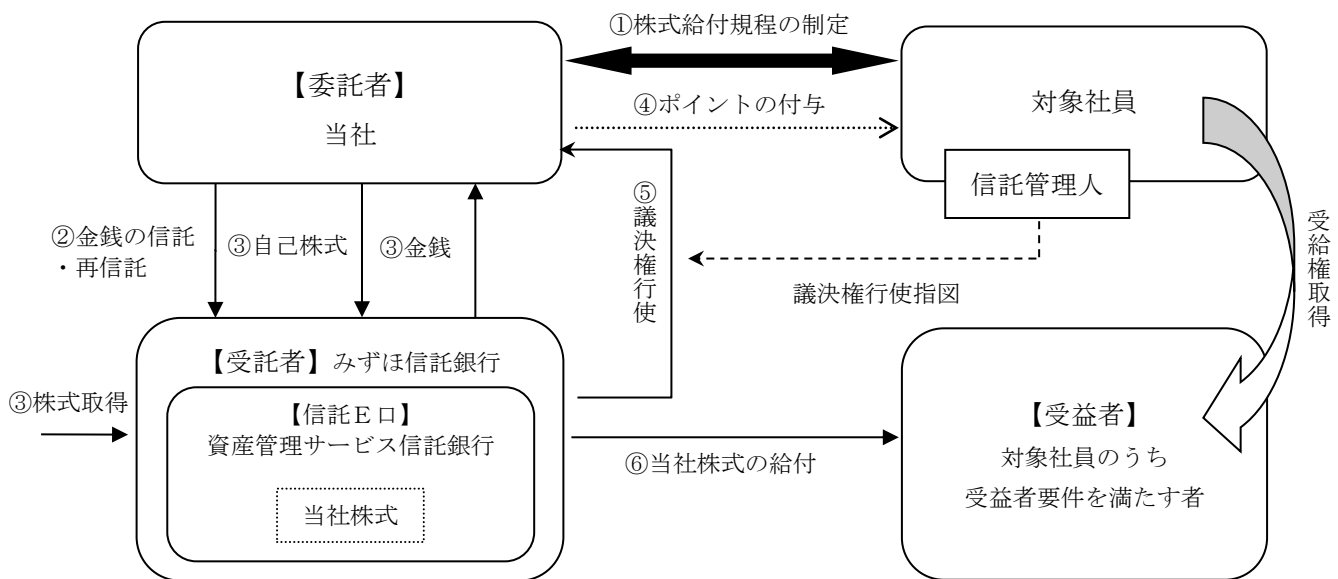 ①株式給付規程の制定
【委託者】
当社
④ポイントの付与
対象社員
信託管理人
②金銭の信託
・再信託
③自己株式
③金銭
⑤議決権行使
議決権行使指図
受給権取得
【受託者】みずほ信託銀行
③株式取得
【信託E口】
資産管理サービス信託銀行
当社株式
⑥当社株式の給付
【受益者】
対象社員のうち
受益者要件を満たす者